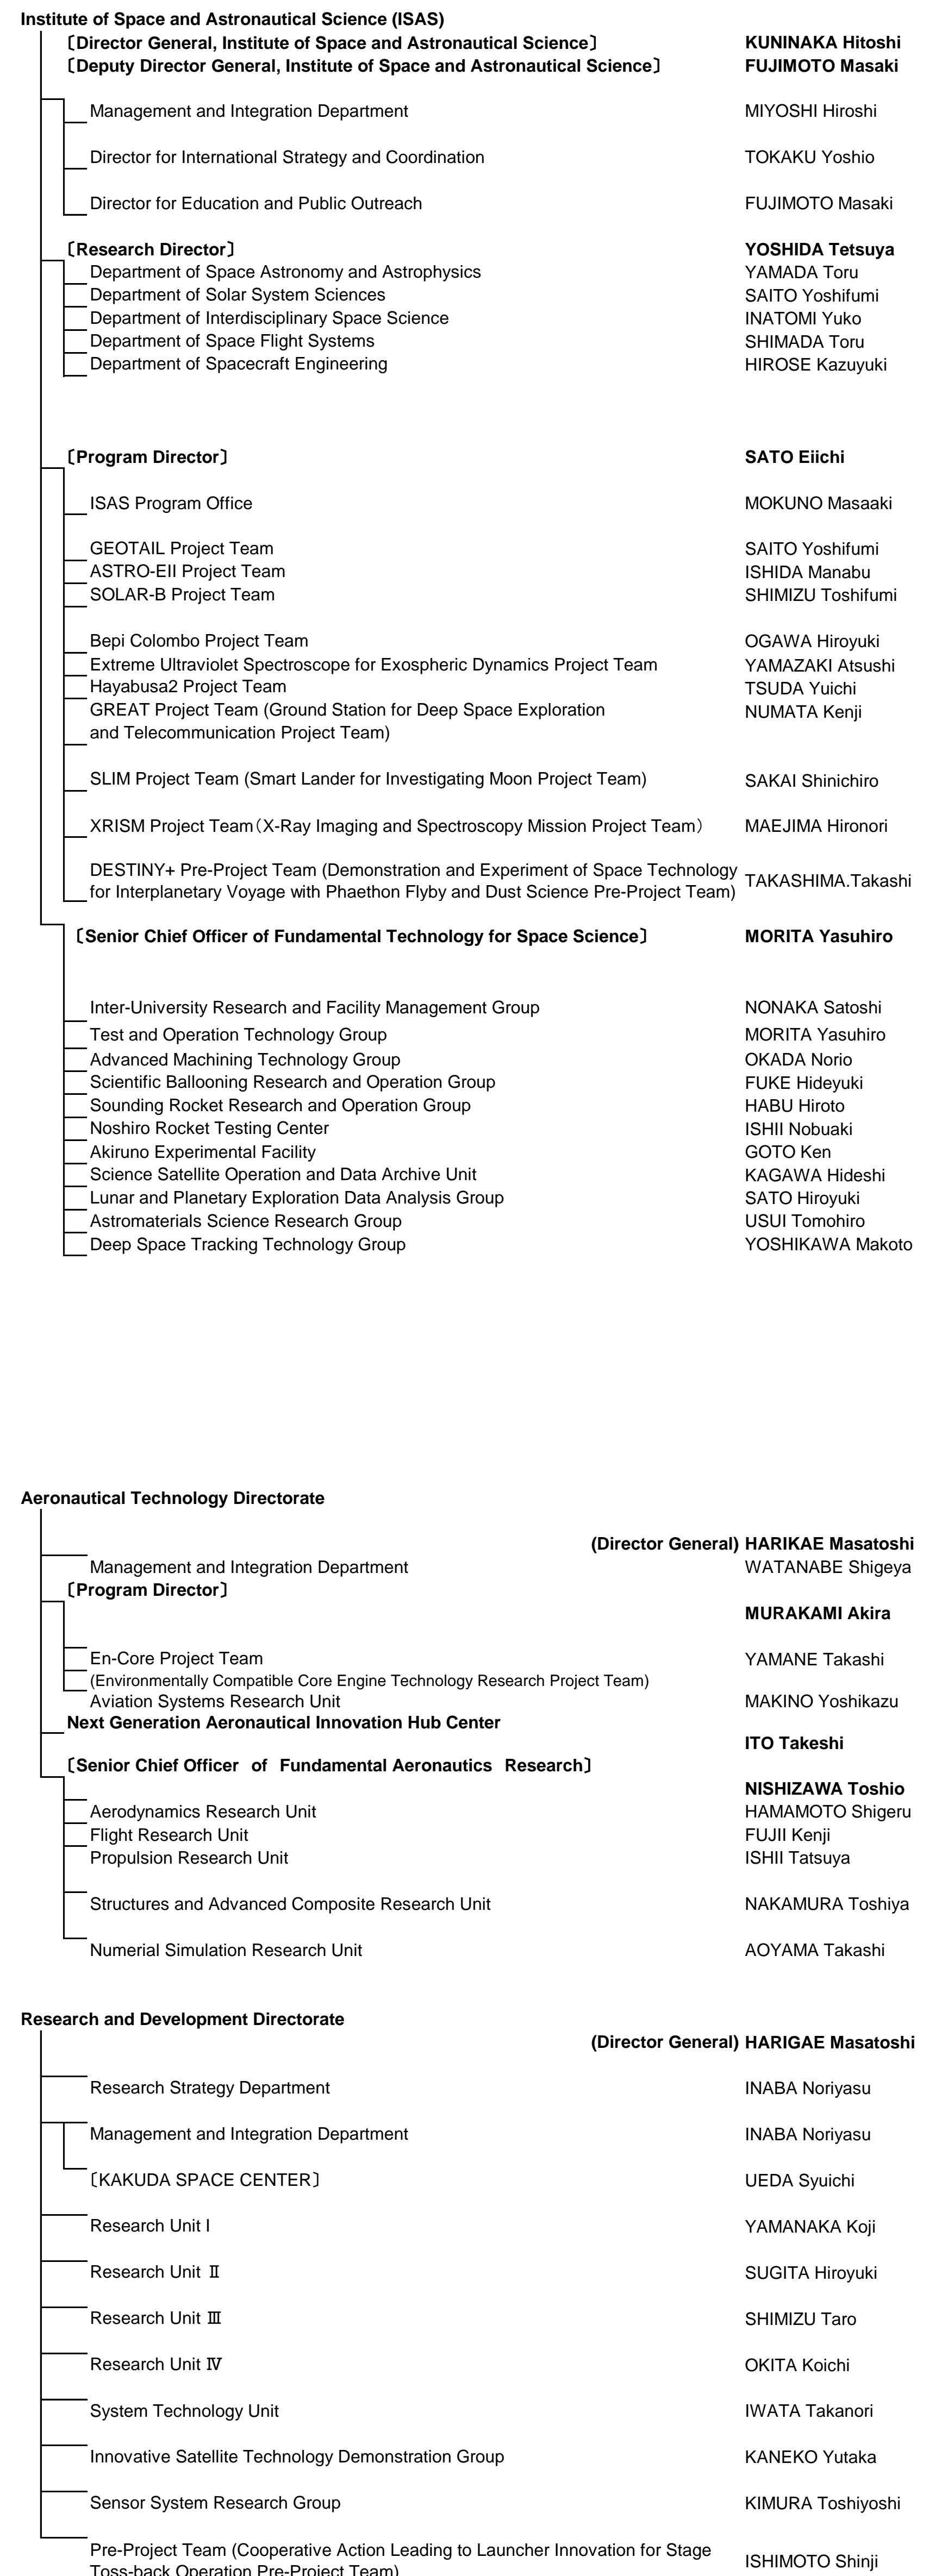 Institute of Space and Astronautical Science (ISAS)
〔Director General, Institute of Space and Astronautical Science〕 KUNINAKA Hitoshi
〔Deputy Director General, Institute of Space and Astronautical Science〕 FUJIMOTO Masaki
Management and Integration Department MIYOSHI Hiroshi
Director for International Strategy and Coordination TOKAKU Yoshio
Director for Education and Public Outreach FUJIMOTO Masaki
〔Research Director〕 YOSHIDA Tetsuya
Department of Space Astronomy and Astrophysics YAMADA Toru
Department of Solar System Sciences SAITO Yoshifumi
Department of Interdisciplinary Space Science INATOMI Yuko
Department of Space Flight Systems SHIMADA Toru
Department of Spacecraft Engineering HIROSE Kazuyuki
〔Program Director〕 SATO Eiichi
ISAS Program Office MOKUNO Masaaki
GEOTAIL Project Team SAITO Yoshifumi
ASTRO-EII Project Team ISHIDA Manabu
SOLAR-B Project Team SHIMIZU Toshifumi
Bepi Colombo Project Team OGAWA Hiroyuki
Extreme Ultraviolet Spectroscope for Exospheric Dynamics Project Team YAMAZAKI Atsushi
Hayabusa2 Project Team TSUDA Yuichi
GREAT Project Team (Ground Station for Deep Space Exploration NUMATA Kenji
and Telecommunication Project Team)
SLIM Project Team (Smart Lander for Investigating Moon Project Team) SAKAI Shinichiro
XRISM Project Team（X-Ray Imaging and Spectroscopy Mission Project Team） MAEJIMA Hironori
DESTINY+ Pre-Project Team (Demonstration and Experiment of Space Technology
for Interplanetary Voyage with Phaethon Flyby and Dust Science Pre-Project Team) TAKASHIMA.Takashi
〔Senior Chief Officer of Fundamental Technology for Space Science〕 MORITA Yasuhiro
Inter-University Research and Facility Management Group NONAKA Satoshi
Test and Operation Technology Group MORITA Yasuhiro
Advanced Machining Technology Group OKADA Norio
Scientific Ballooning Research and Operation Group FUKE Hideyuki
Sounding Rocket Research and Operation Group HABU Hiroto
Noshiro Rocket Testing Center ISHII Nobuaki
Akiruno Experimental Facility GOTO Ken
Science Satellite Operation and Data Archive Unit KAGAWA Hideshi
Lunar and Planetary Exploration Data Analysis Group SATO Hiroyuki
Astromaterials Science Research Group USUI Tomohiro
Deep Space Tracking Technology Group YOSHIKAWA Makoto
Aeronautical Technology Directorate
(Director General) HARIKAE Masatoshi
Management and Integration Department WATANABE Shigeya
〔Program Director〕
MURAKAMI Akira
En-Core Project Team YAMANE Takashi
(Environmentally Compatible Core Engine Technology Research Project Team)
Aviation Systems Research Unit MAKINO Yoshikazu
Next Generation Aeronautical Innovation Hub Center
ITO Takeshi
〔Senior Chief Officer of Fundamental Aeronautics Research〕
NISHIZAWA Toshio
Aerodynamics Research Unit HAMAMOTO Shigeru
Flight Research Unit FUJII Kenji
Propulsion Research Unit ISHII Tatsuya
Structures and Advanced Composite Research Unit NAKAMURA Toshiya
Numerial Simulation Research Unit AOYAMA Takashi
Research and Development Directorate
(Director General) HARIGAE Masatoshi
Research Strategy Department INABA Noriyasu
Management and Integration Department INABA Noriyasu
〔KAKUDA SPACE CENTER〕 UEDA Syuichi
Research Unit I YAMANAKA Koji
Research Unit Ⅱ SUGITA Hiroyuki
Research Unit Ⅲ SHIMIZU Taro
Research Unit Ⅳ OKITA Koichi
System Technology Unit IWATA Takanori
Innovative Satellite Technology Demonstration Group KANEKO Yutaka
Sensor System Research Group KIMURA Toshiyoshi
Pre-Project Team (Cooperative Action Leading to Launcher Innovation for Stage
Toss-back Operation Pre-Project Team) ISHIMOTO Shinji